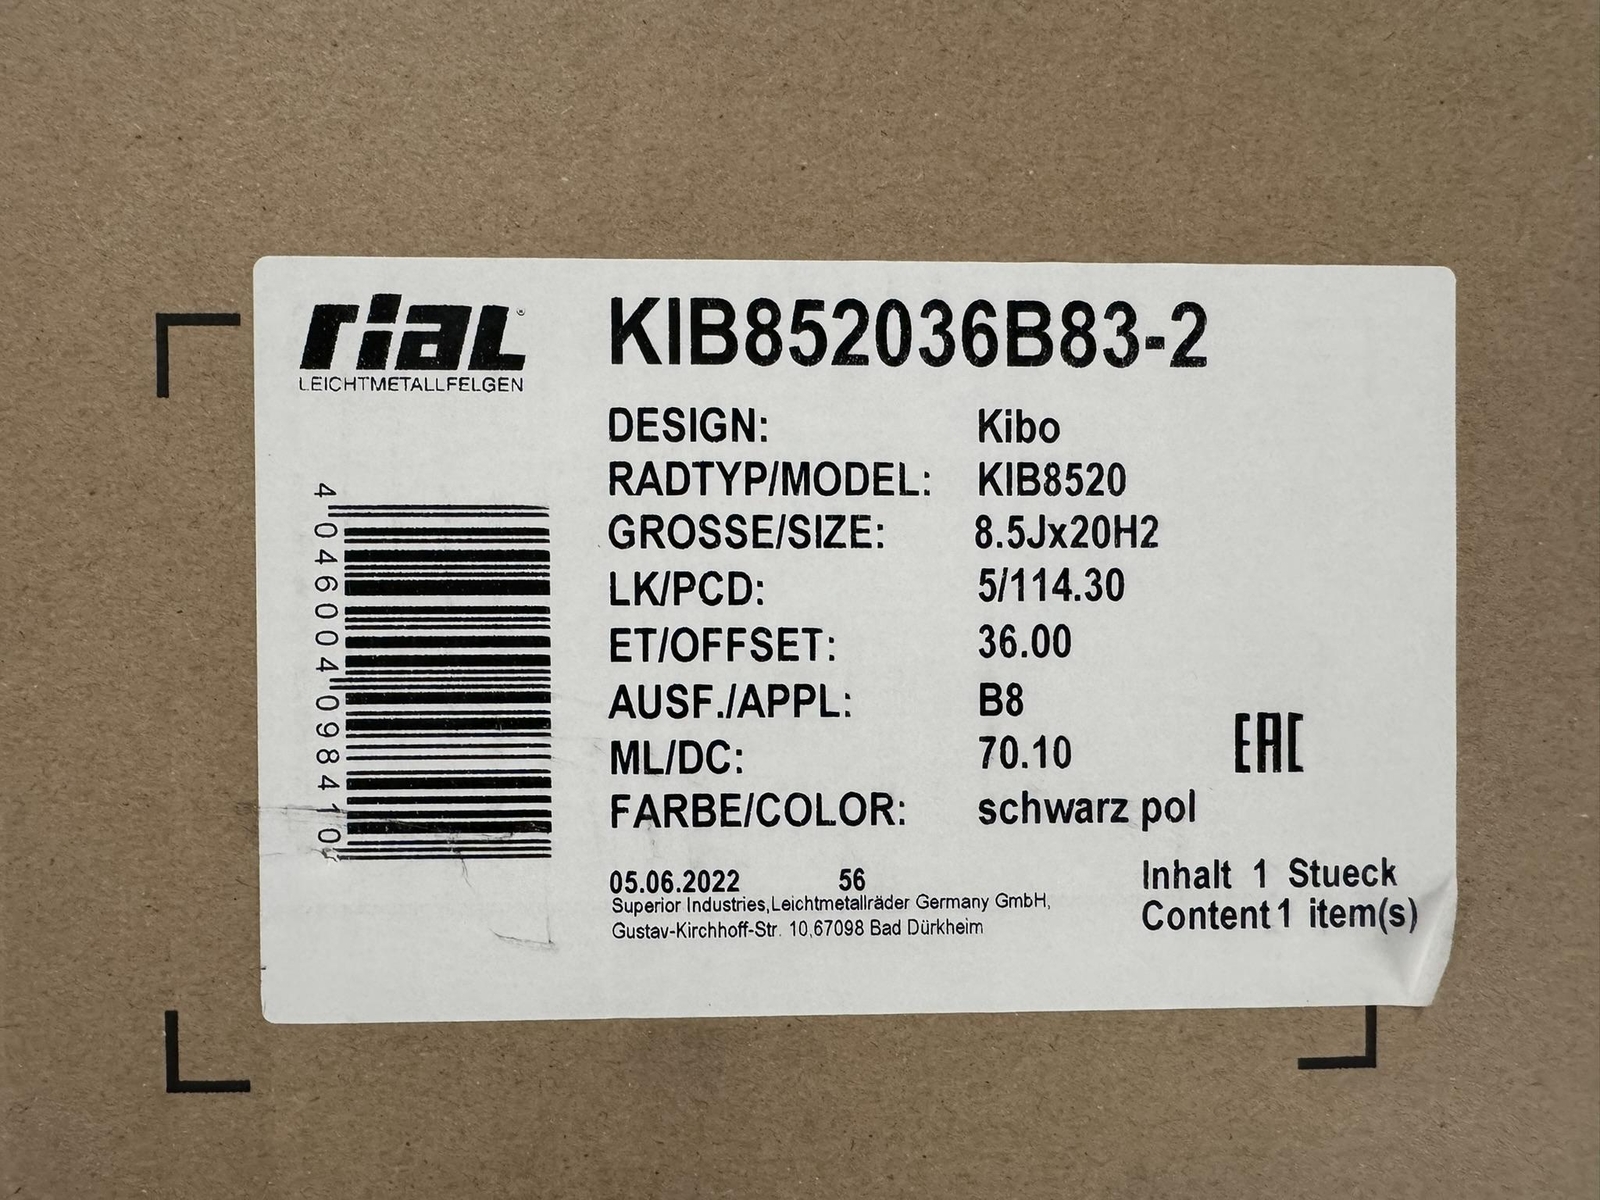 rial®
LEICHTMETALLFELGEN
KIB852036B83-2
DESIGN: Kibo
RADTYP/MODEL: KIB8520
GROSSE/SIZE: 8.5Jx20H2
LK/PCD: 5/114.30
ET/OFFSET: 36.00
AUSF./APPL: B8
ML/DC: 70.10
FARBE/COLOR: schwarz pol
EAC
4 046004 098410
05.06.2022 56
Superior Industries,Leichtmetallräder Germany GmbH,
Gustav-Kirchhoff-Str. 10,67098 Bad Dürkheim
Inhalt 1 Stueck
Content 1 item(s)